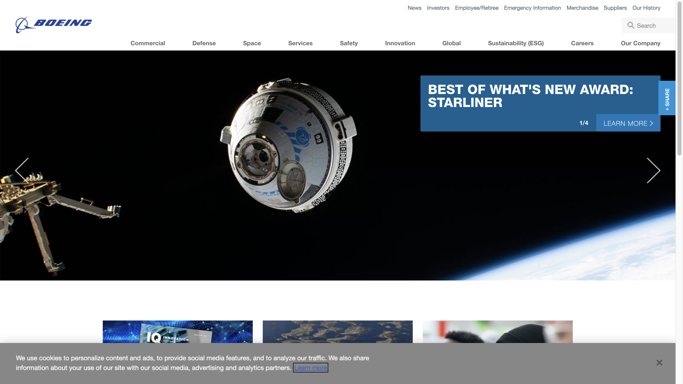 News Investors Employee/Retiree Emergency Information Merchandise Suppliers Our History
BOEING
Search
Commercial Defense Space Services Safety Innovation Global Sustainability (ESG) Careers Our Company
BEST OF WHAT'S NEW AWARD:
STARLINER
1/4 LEARN MORE
+ SHARE
IQ
We use cookies to personalize content and ads, to provide social media features, and to analyze our traffic. We also share
information about your use of our site with our social media, advertising and analytics partners. Learn more